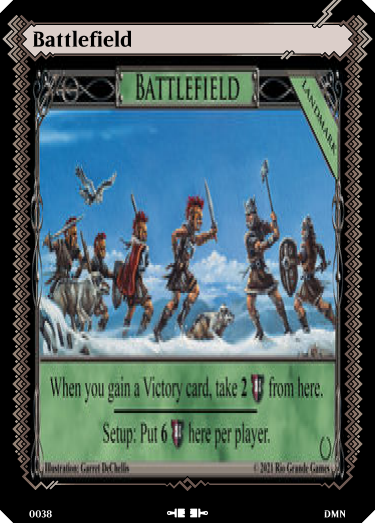 Battlefield
BATTLEFIELD
LANDMARK
When you gain a Victory card, take 2 from here.
Setup: Put 6 here per player.
Illustration: Garret DeChellis © 2021 Rio Grande Games
0038 DMN